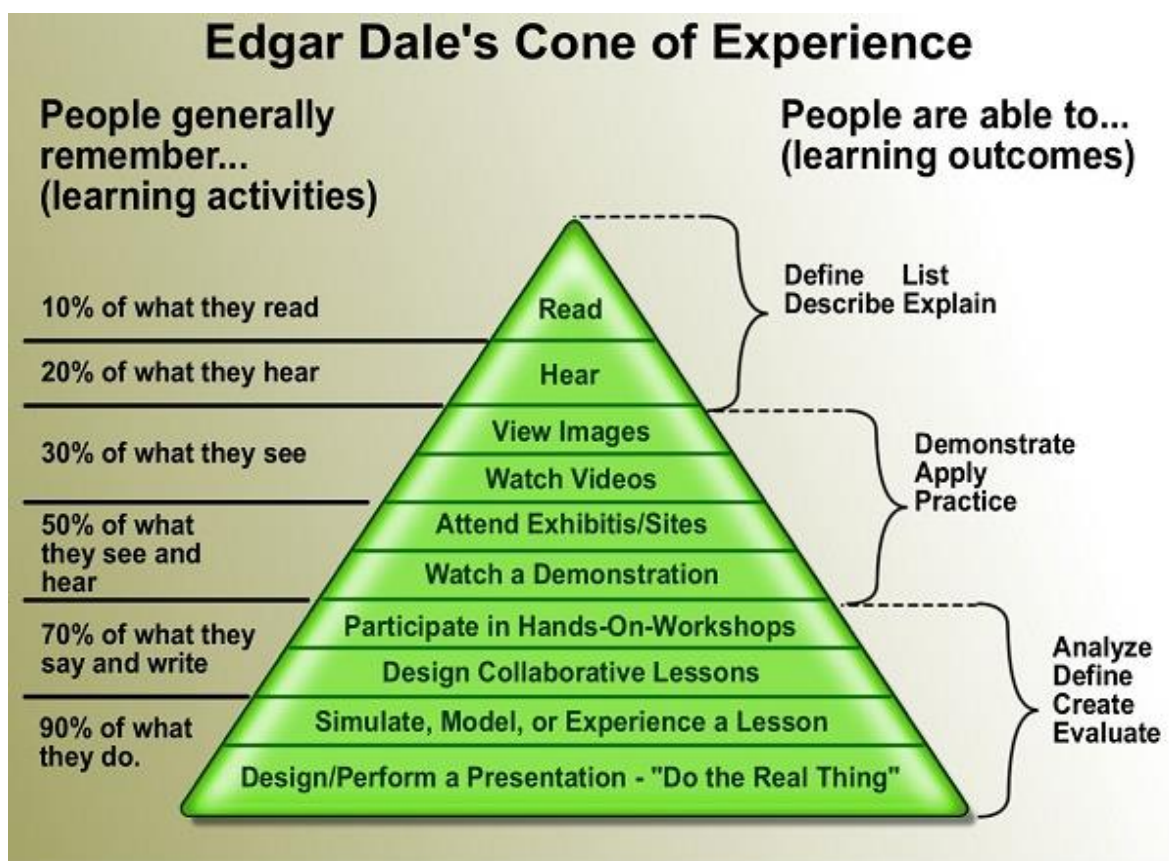 Edgar Dale's Cone of Experience
People generally
remember...
(learning activities)
10% of what they read
20% of what they hear
30% of what they see
50% of what
they see and
hear
70% of what they
say and write
90% of what
they do.
Read
Hear
View Images
Watch Videos
Attend Exhibitis/Sites
Watch a Demonstration
Participate in Hands-On-Workshops
Design Collaborative Lessons
Simulate, Model, or Experience a Lesson
Design/Perform a Presentation - "Do the Real Thing"
People are able to...
(learning outcomes)
Define List
Describe Explain
Demonstrate
Apply
Practice
Analyze
Define
Create
Evaluate